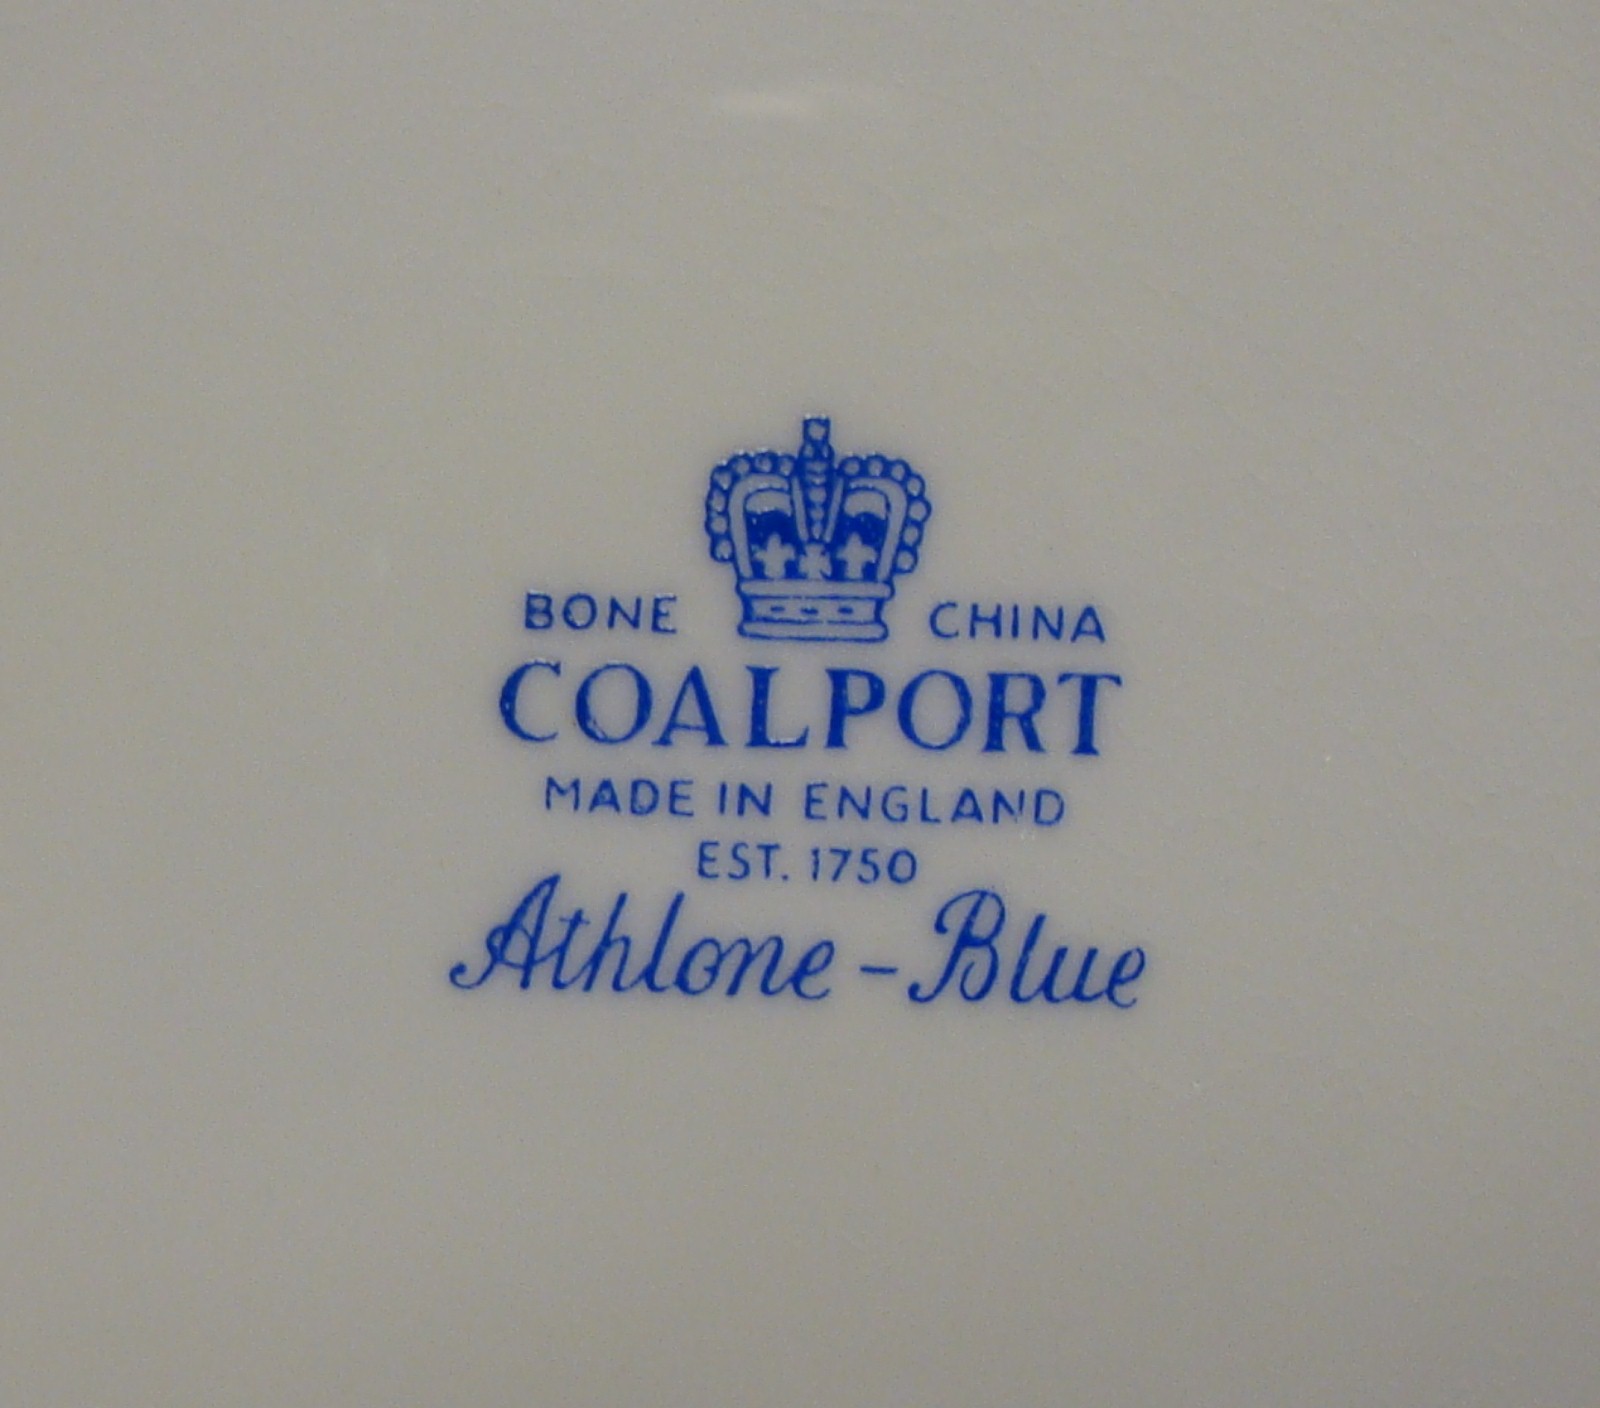 BONE CHINA
COALPORT
MADE IN ENGLAND
EST. 1750
Athlone - Blue